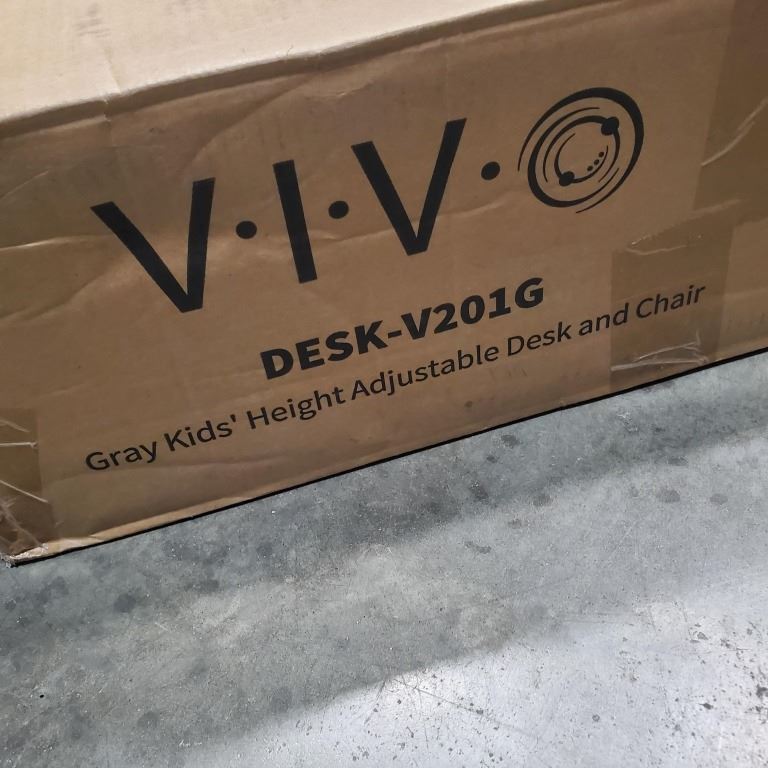 V·I·V·O
DESK-V201G
Gray Kids' Height Adjustable Desk and Chair